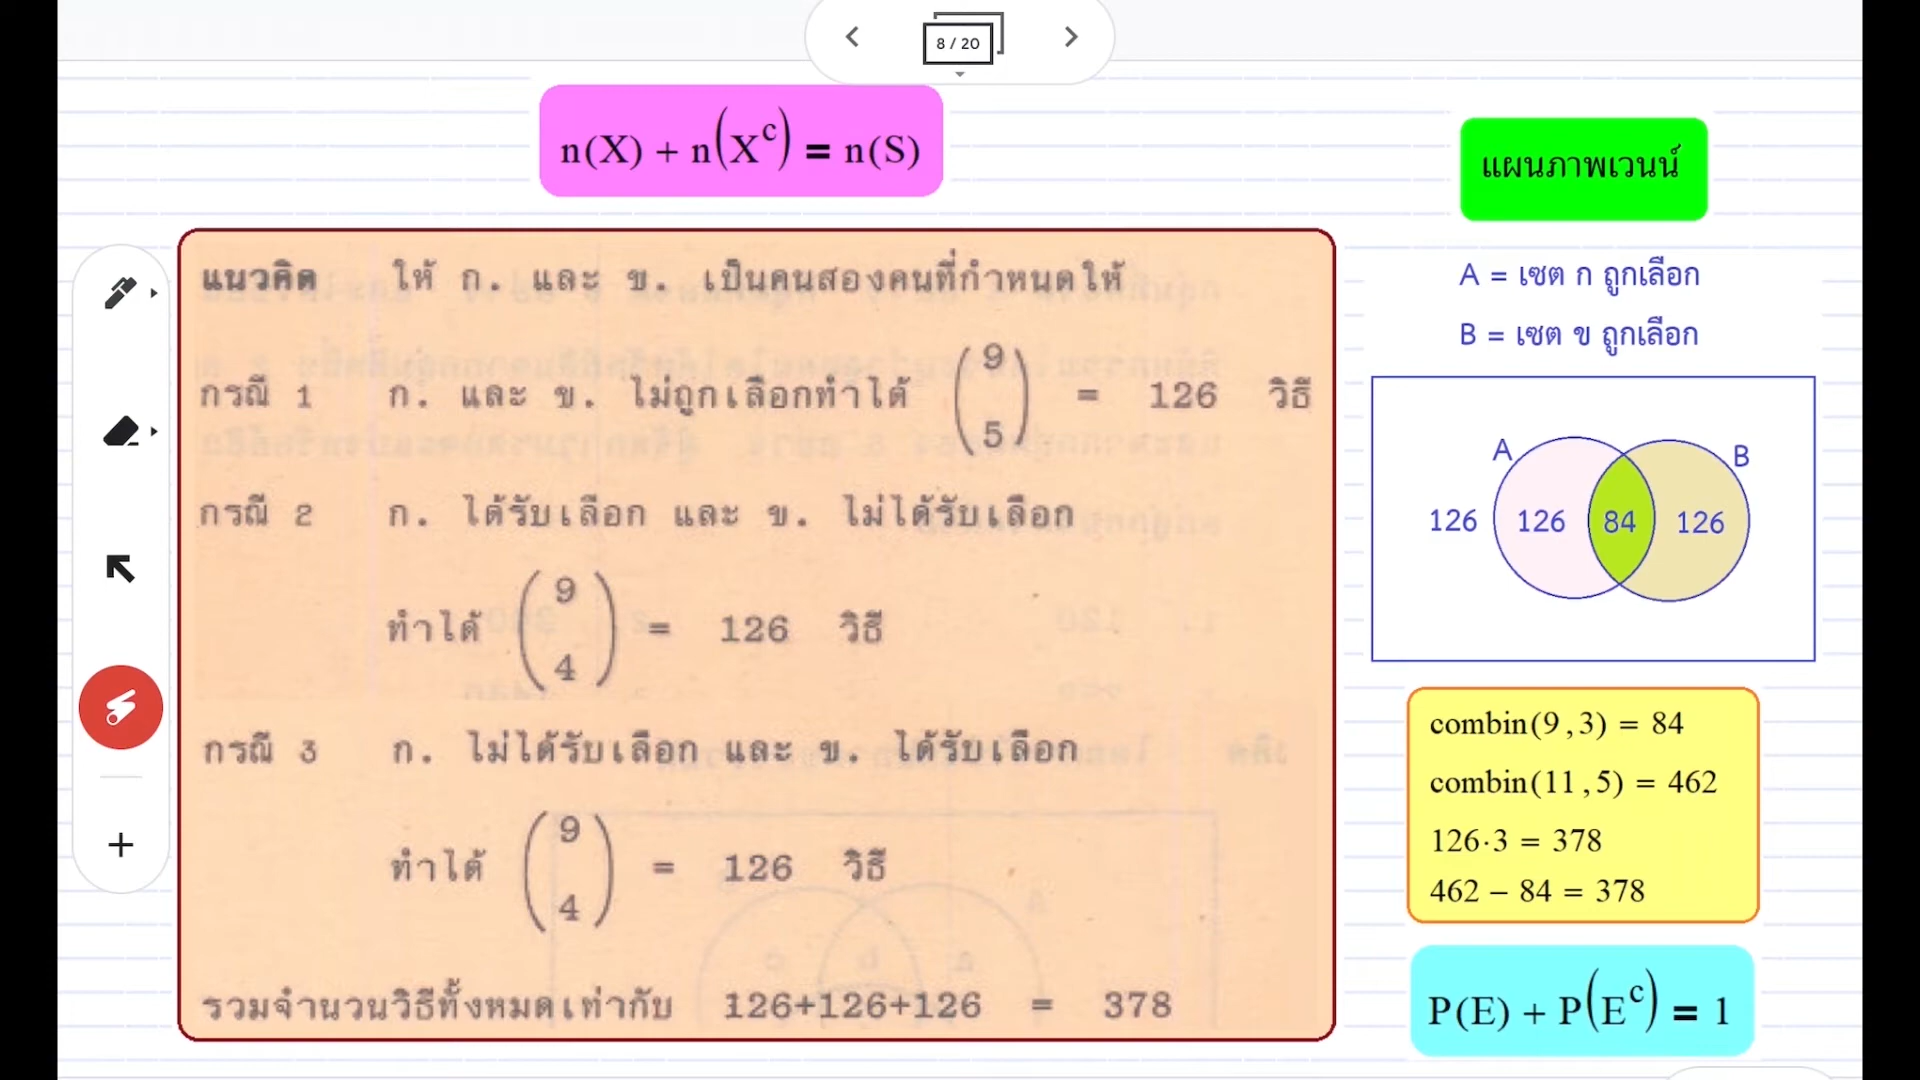 8 / 20
n(X) + n(X^c) = n(S)
แผนภาพเวนน์
แนวคิด ให้ ก. และ ข. เป็นคนสองคนที่กำหนดให้
กรณี 1 ก. และ ข. ไม่ถูกเลือกทำได้ (9 5) = 126 วิธี
กรณี 2 ก. ได้รับเลือก และ ข. ไม่ได้รับเลือก
ทำได้ (9 4) = 126 วิธี
กรณี 3 ก. ไม่ได้รับเลือก และ ข. ได้รับเลือก
ทำได้ (9 4) = 126 วิธี
รวมจำนวนวิธีทั้งหมดเท่ากับ 126+126+126 = 378
A = เซต ก ถูกเลือก
B = เซต ข ถูกเลือก
A B
126 126 84 126
combin(9,3) = 84
combin(11,5) = 462
126·3 = 378
462 − 84 = 378
P(E) + P(E^c) = 1